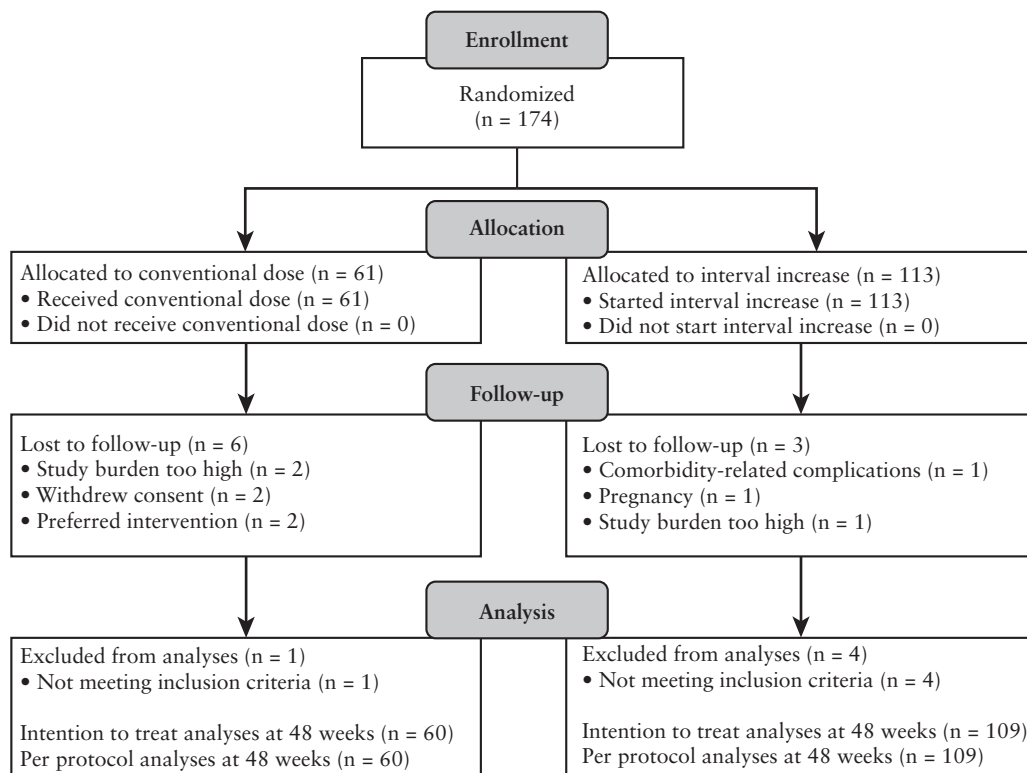 Enrollment
Randomized
(n = 174)
Allocation
Allocated to conventional dose (n = 61)
• Received conventional dose (n = 61)
• Did not receive conventional dose (n = 0)
Allocated to interval increase (n = 113)
• Started interval increase (n = 113)
• Did not start interval increase (n = 0)
Follow-up
Lost to follow-up (n = 6)
• Study burden too high (n = 2)
• Withdrew consent (n = 2)
• Preferred intervention (n = 2)
Lost to follow-up (n = 3)
• Comorbidity-related complications (n = 1)
• Pregnancy (n = 1)
• Study burden too high (n = 1)
Analysis
Excluded from analyses (n = 1)
• Not meeting inclusion criteria (n = 1)
Intention to treat analyses at 48 weeks (n = 60)
Per protocol analyses at 48 weeks (n = 60)
Excluded from analyses (n = 4)
• Not meeting inclusion criteria (n = 4)
Intention to treat analyses at 48 weeks (n = 109)
Per protocol analyses at 48 weeks (n = 109)